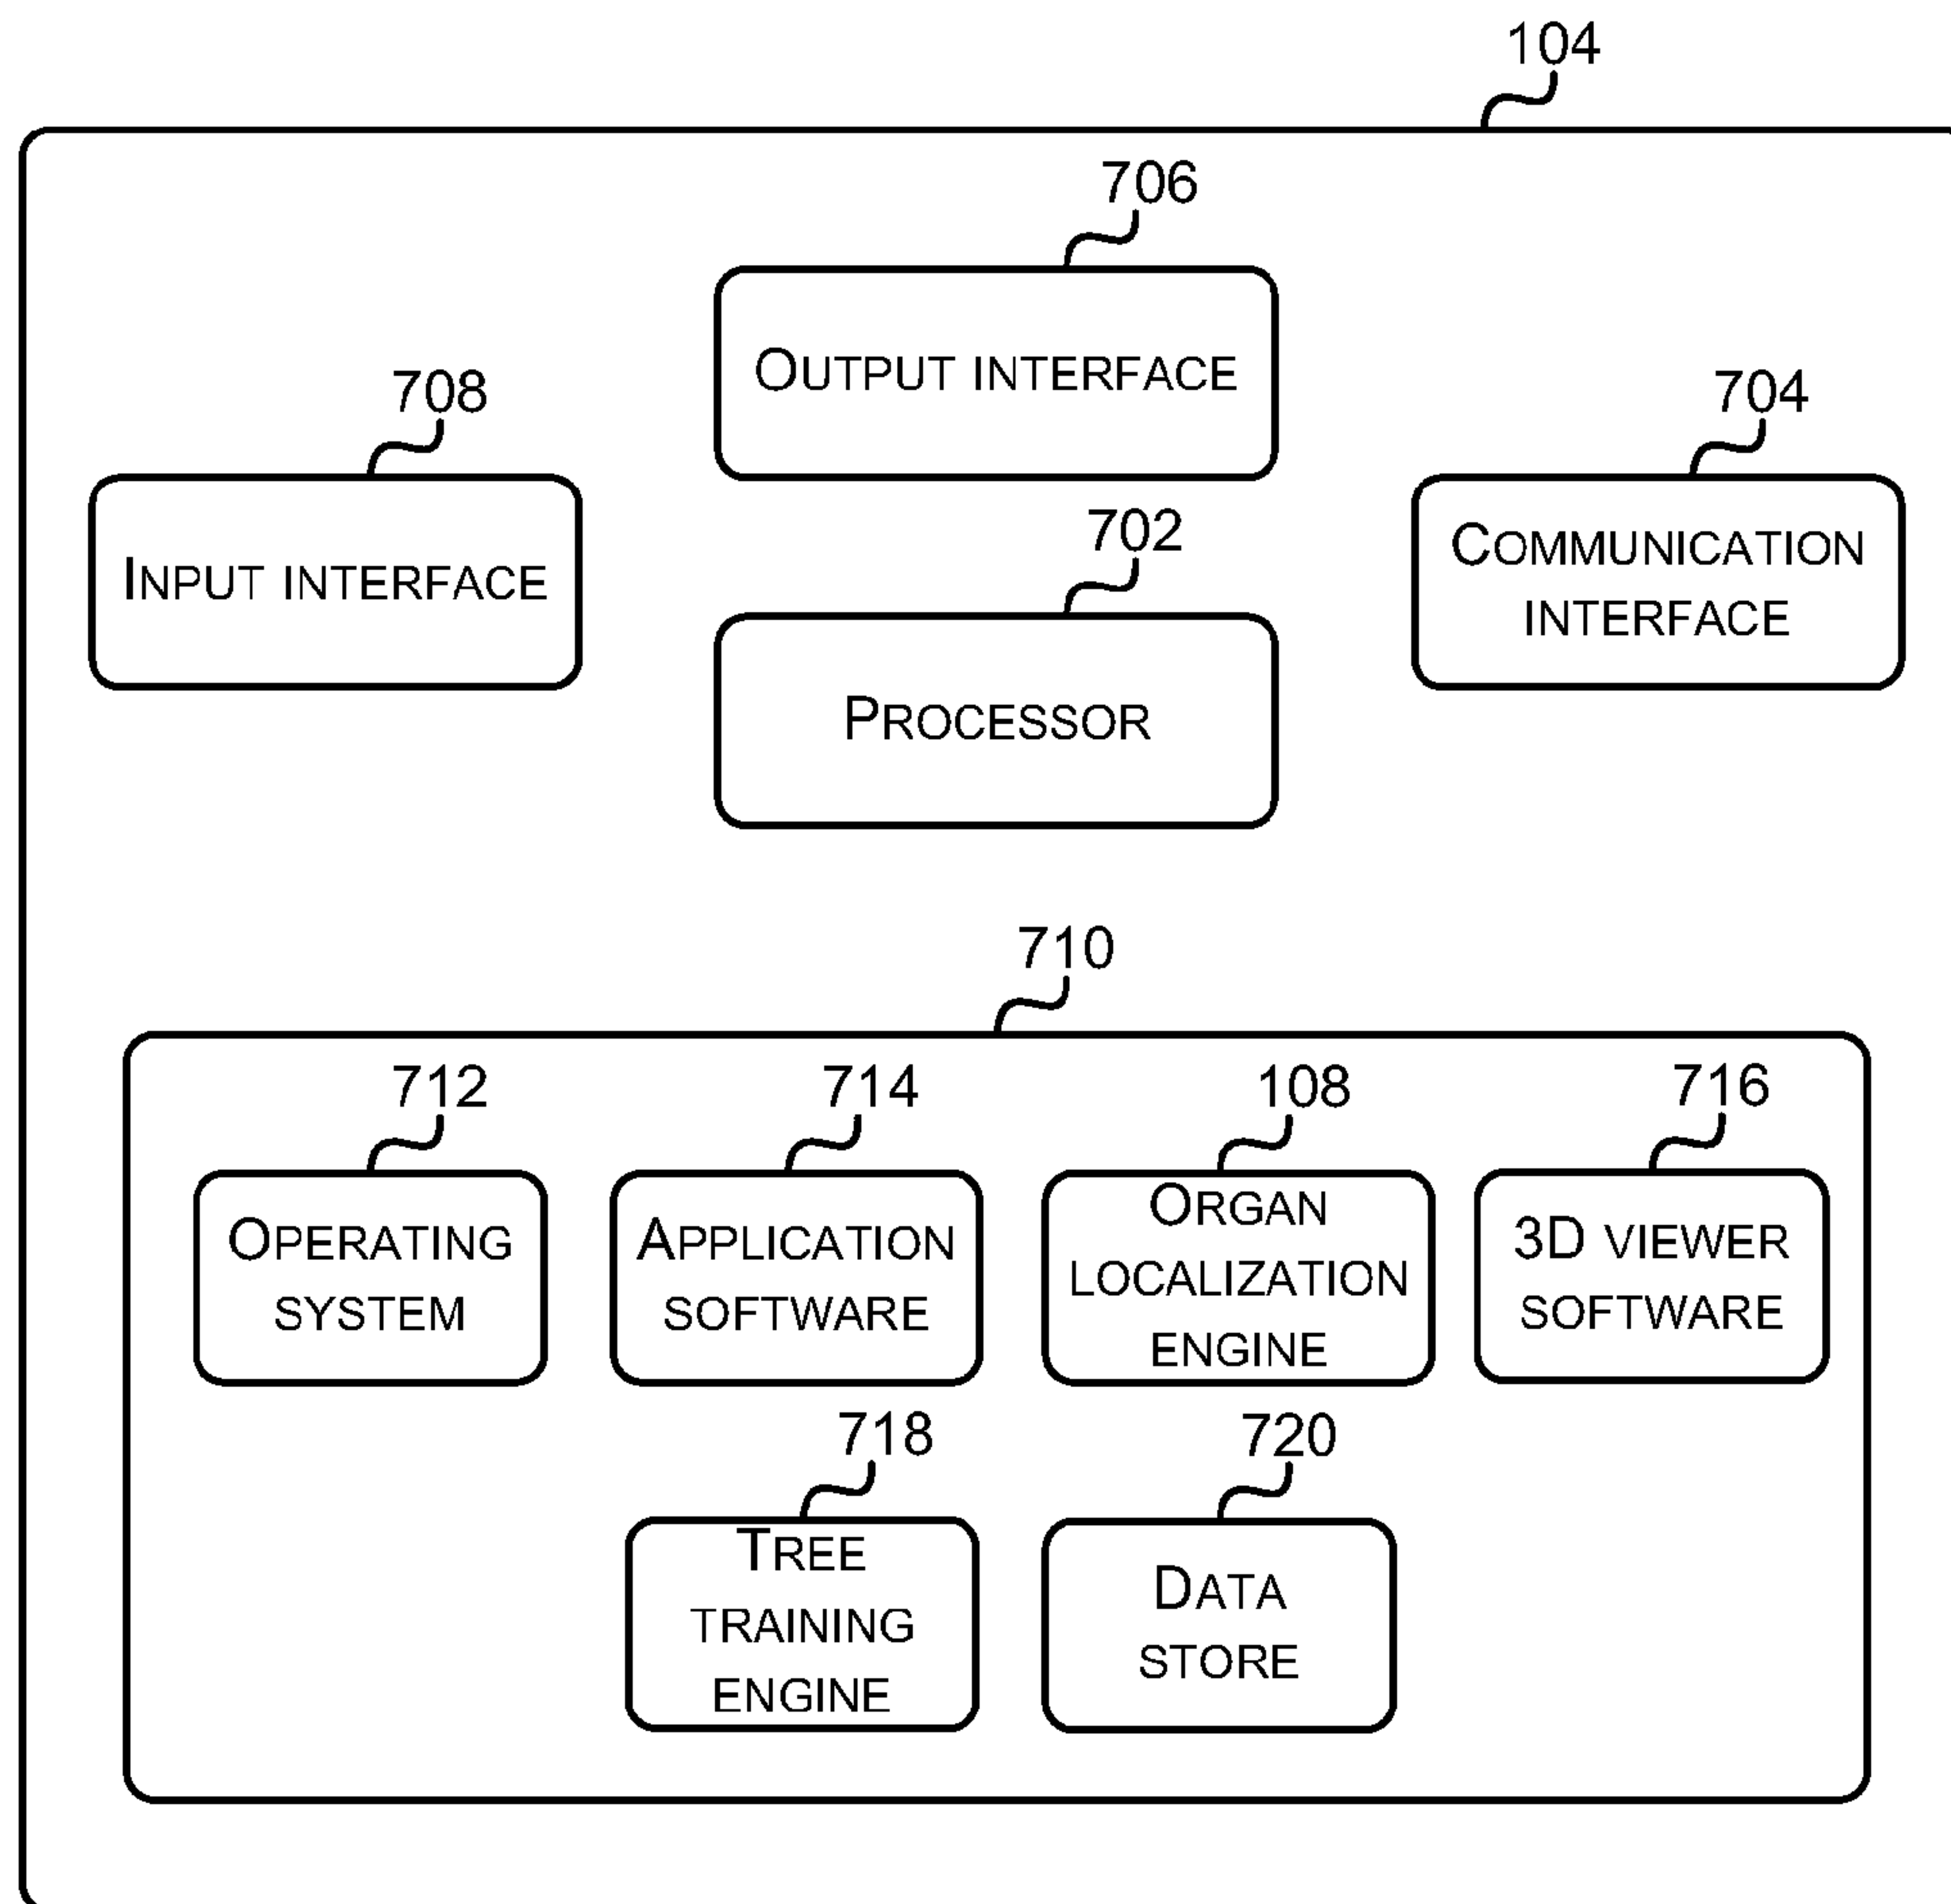 104
706
OUTPUT INTERFACE
708
704
INPUT INTERFACE
702
COMMUNICATION
INTERFACE
PROCESSOR
710
712
714
108
716
OPERATING
SYSTEM
APPLICATION
SOFTWARE
ORGAN
LOCALIZATION
ENGINE
3D VIEWER
SOFTWARE
718
720
TREE
TRAINING
ENGINE
DATA
STORE